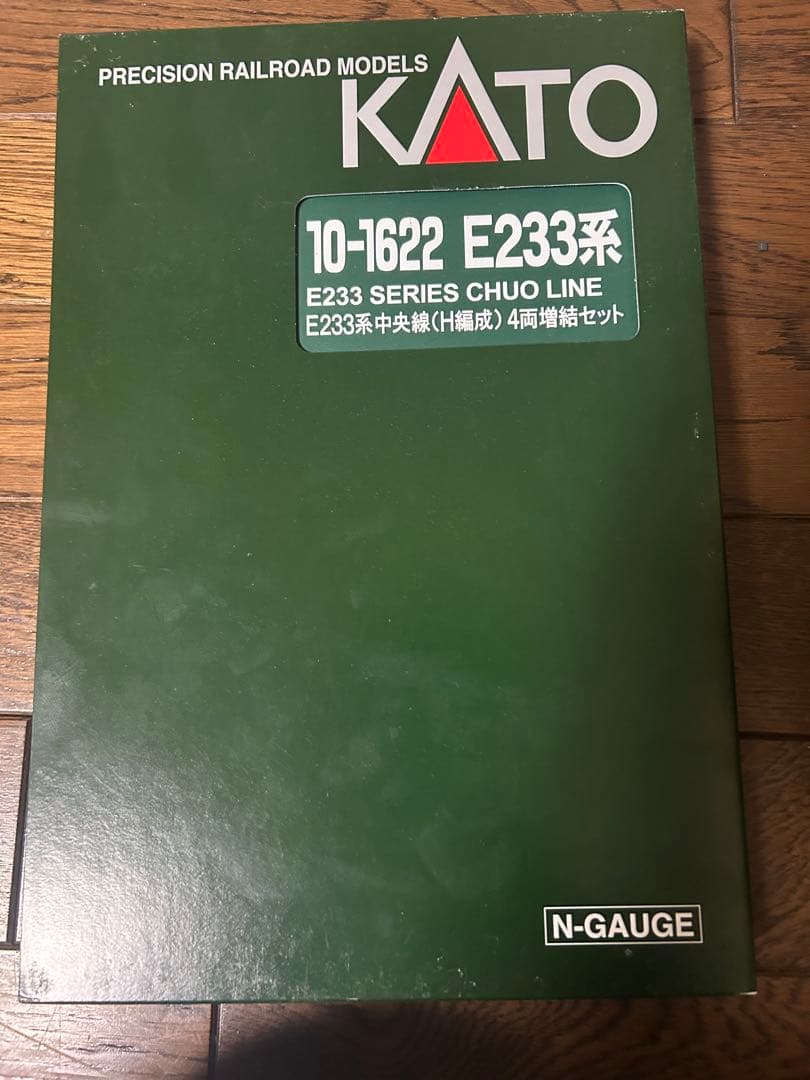 PRECISION RAILROAD MODELS
KATO
10-1622 E233系
E233 SERIES CHUO LINE
E233系中央線(H編成)4両増結セット
N-GAUGE